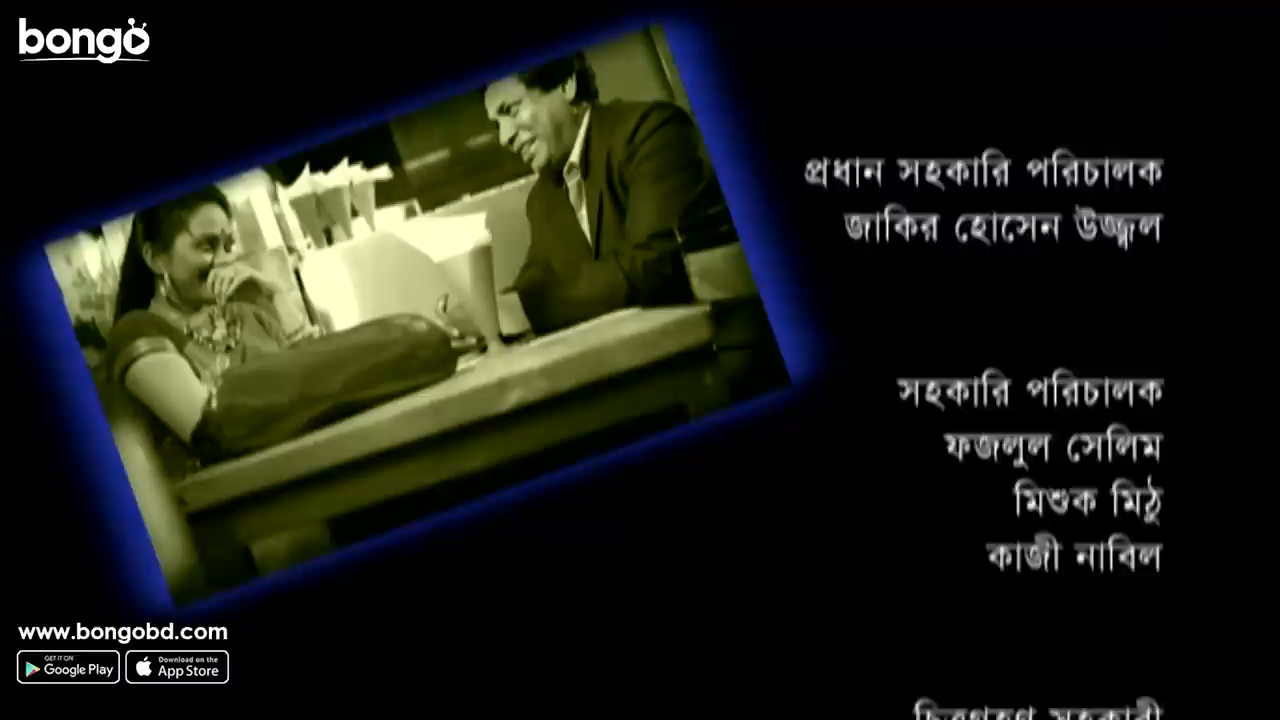 bongo
প্রধান সহকারি পরিচালক
জাকির হোসেন উজ্জ্বল
সহকারি পরিচালক
ফজলুল সেলিম
মিশুক মিঠু
কাজী নাবিল
www.bongobd.com
GET IT ON
Google Play
Download on the
App Store